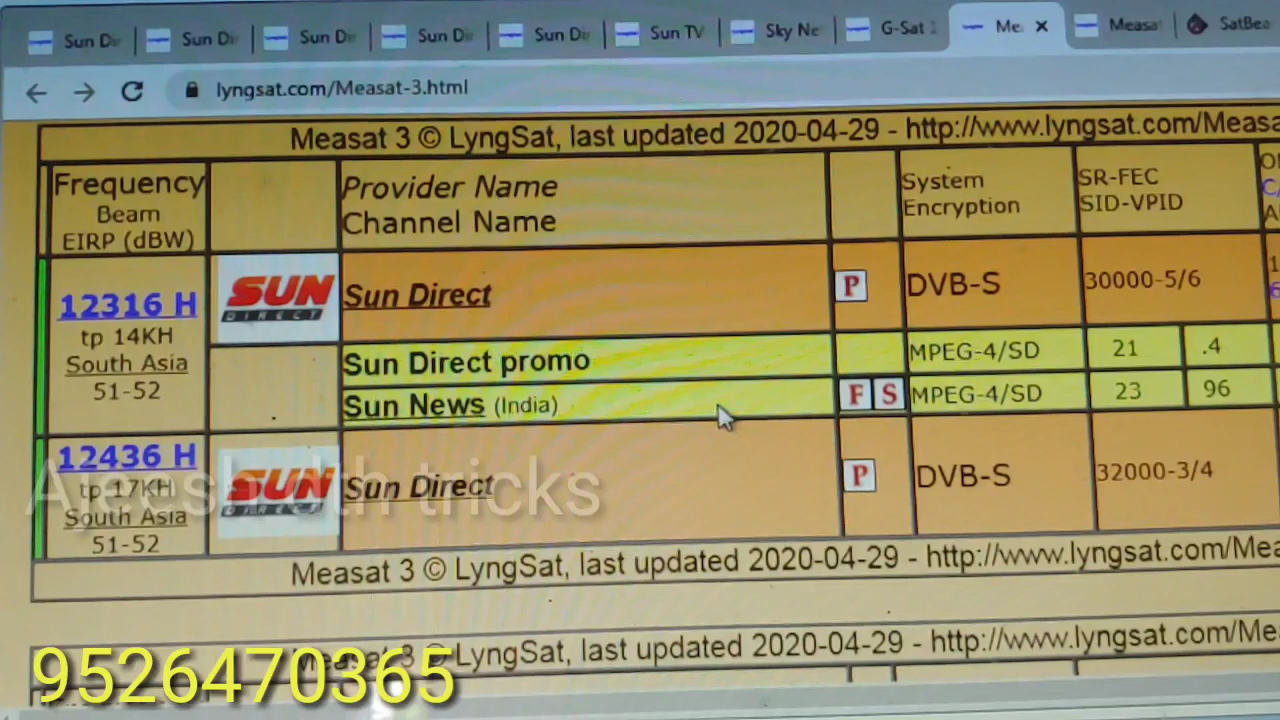 Sun Di
Sun Di
Sun Di
Sun Di
Sun Di
Sun TV
Sky Ne
G-Sat 1
Me
Measat
SatBea
lyngsat.com/Measat-3.html
Measat 3 © LyngSat, last updated 2020-04-29 - http://www.lyngsat.com/Measa
Frequency
Beam
EIRP (dBW)
Provider Name
Channel Name
System
Encryption
SR-FEC
SID-VPID
12316 H
tp 14KH
South Asia
51-52
SUN
DIRECT
Sun Direct
P
DVB-S
30000-5/6
Sun Direct promo
MPEG-4/SD
21
.4
Sun News (India)
F S
MPEG-4/SD
23
96
12436 H
tp 17KH
South Asia
51-52
SUN
DIRECT
Sun Direct
P
DVB-S
32000-3/4
Ajeesh dth tricks
Measat 3 © LyngSat, last updated 2020-04-29 - http://www.lyngsat.com/Mea
Measat 3 © LyngSat, last updated 2020-04-29 - http://www.lyngsat.com/Me
9526470365